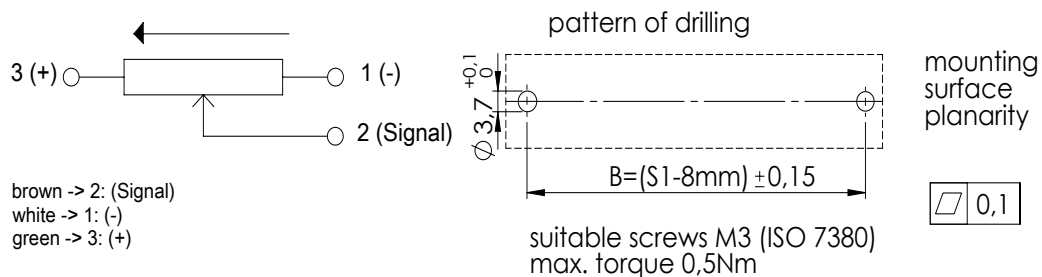 pattern of drilling
3 (+)
1 (-)
2 (Signal)
brown -> 2: (Signal)
white -> 1: (-)
green -> 3: (+)
Ø 3,7 +0,1 0
B=(S1-8mm) ±0,15
suitable screws M3 (ISO 7380)
max. torque 0,5Nm
mounting
surface
planarity
0,1